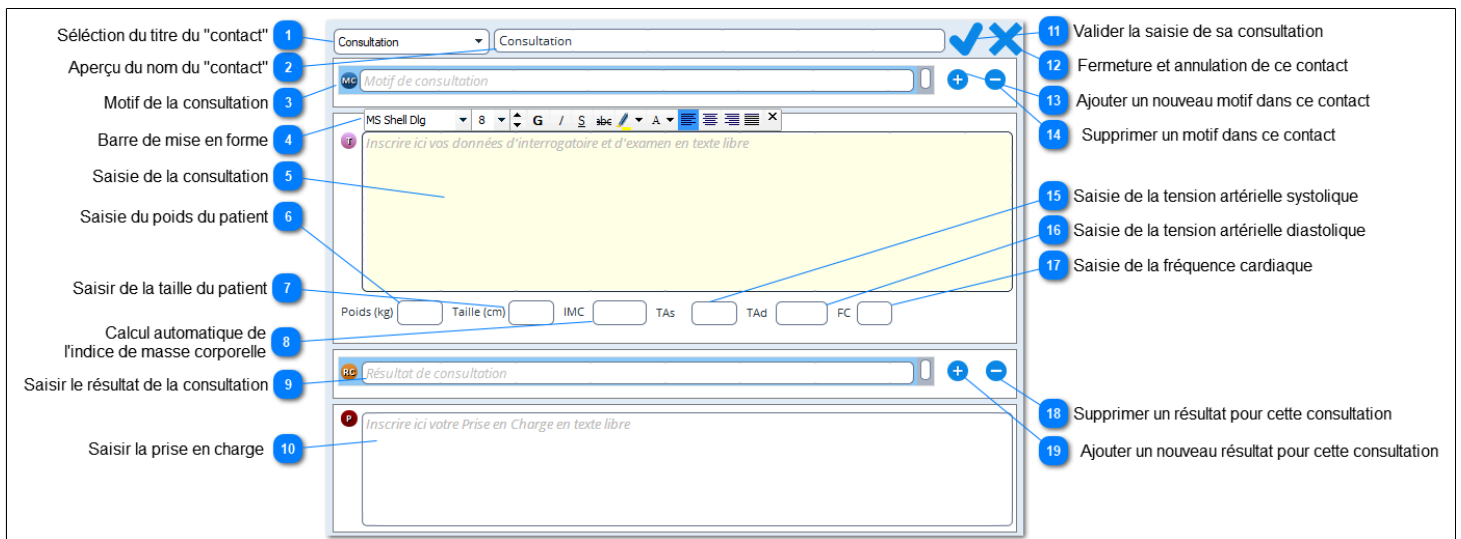 Séléction du titre du "contact" 1
Aperçu du nom du "contact" 2
Motif de la consultation 3
Barre de mise en forme 4
Saisie de la consultation 5
Saisie du poids du patient 6
Saisir de la taille du patient 7
Calcul automatique de
l'indice de masse corporelle 8
Saisir le résultat de la consultation 9
Saisir la prise en charge 10
Consultation
Consultation
MC Motif de consultation
MS Shell Dlg 8 G I S abc A
T Inscrire ici vos données d'interrogatoire et d'examen en texte libre
Poids (kg) Taille (cm) IMC TAs TAd FC
RC Résultat de consultation
P Inscrire ici votre Prise en Charge en texte libre
11 Valider la saisie de sa consultation
12 Fermeture et annulation de ce contact
13 Ajouter un nouveau motif dans ce contact
14 Supprimer un motif dans ce contact
15 Saisie de la tension artérielle systolique
16 Saisie de la tension artérielle diastolique
17 Saisie de la fréquence cardiaque
18 Supprimer un résultat pour cette consultation
19 Ajouter un nouveau résultat pour cette consultation